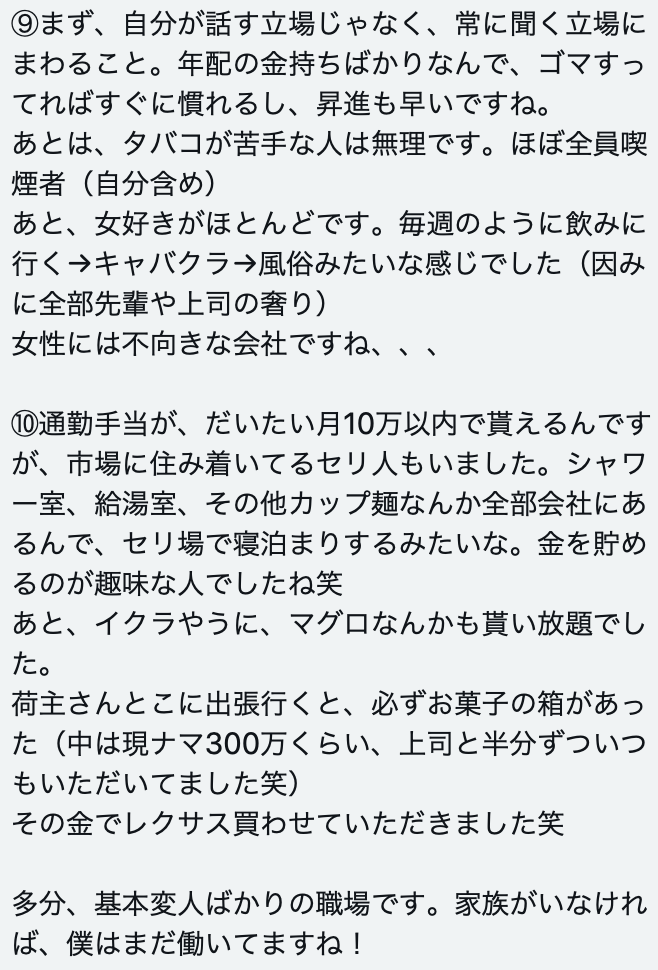 ⑨まず、自分が話す立場じゃなく、常に聞く立場に
まわること。年配の金持ちばかりなんで、ゴマすっ
てればすぐに慣れるし、昇進も早いですね。
あとは、タバコが苦手な人は無理です。ほぼ全員喫
煙者（自分含め）
あと、女好きがほとんどです。毎週のように飲みに
行く→キャバクラ→風俗みたいな感じでした（因み
に全部先輩や上司の奢り）
女性には不向きな会社ですね、、、

⑩通勤手当が、だいたい月10万以内で貰えるんです
が、市場に住み着いてるセリ人もいました。シャワ
ー室、給湯室、その他カップ麺なんか全部会社にあ
るんで、セリ場で寝泊まりするみたいな。金を貯め
るのが趣味な人でしたね笑
あと、イクラやうに、マグロなんかも貰い放題でし
た。
荷主さんとこに出張行くと、必ずお菓子の箱があっ
た（中は現ナマ300万くらい、上司と半分ずついつ
もいただいてました笑）
その金でレクサス買わせていただきました笑

多分、基本変人ばかりの職場です。家族がいなけれ
ば、僕はまだ働いてますね！